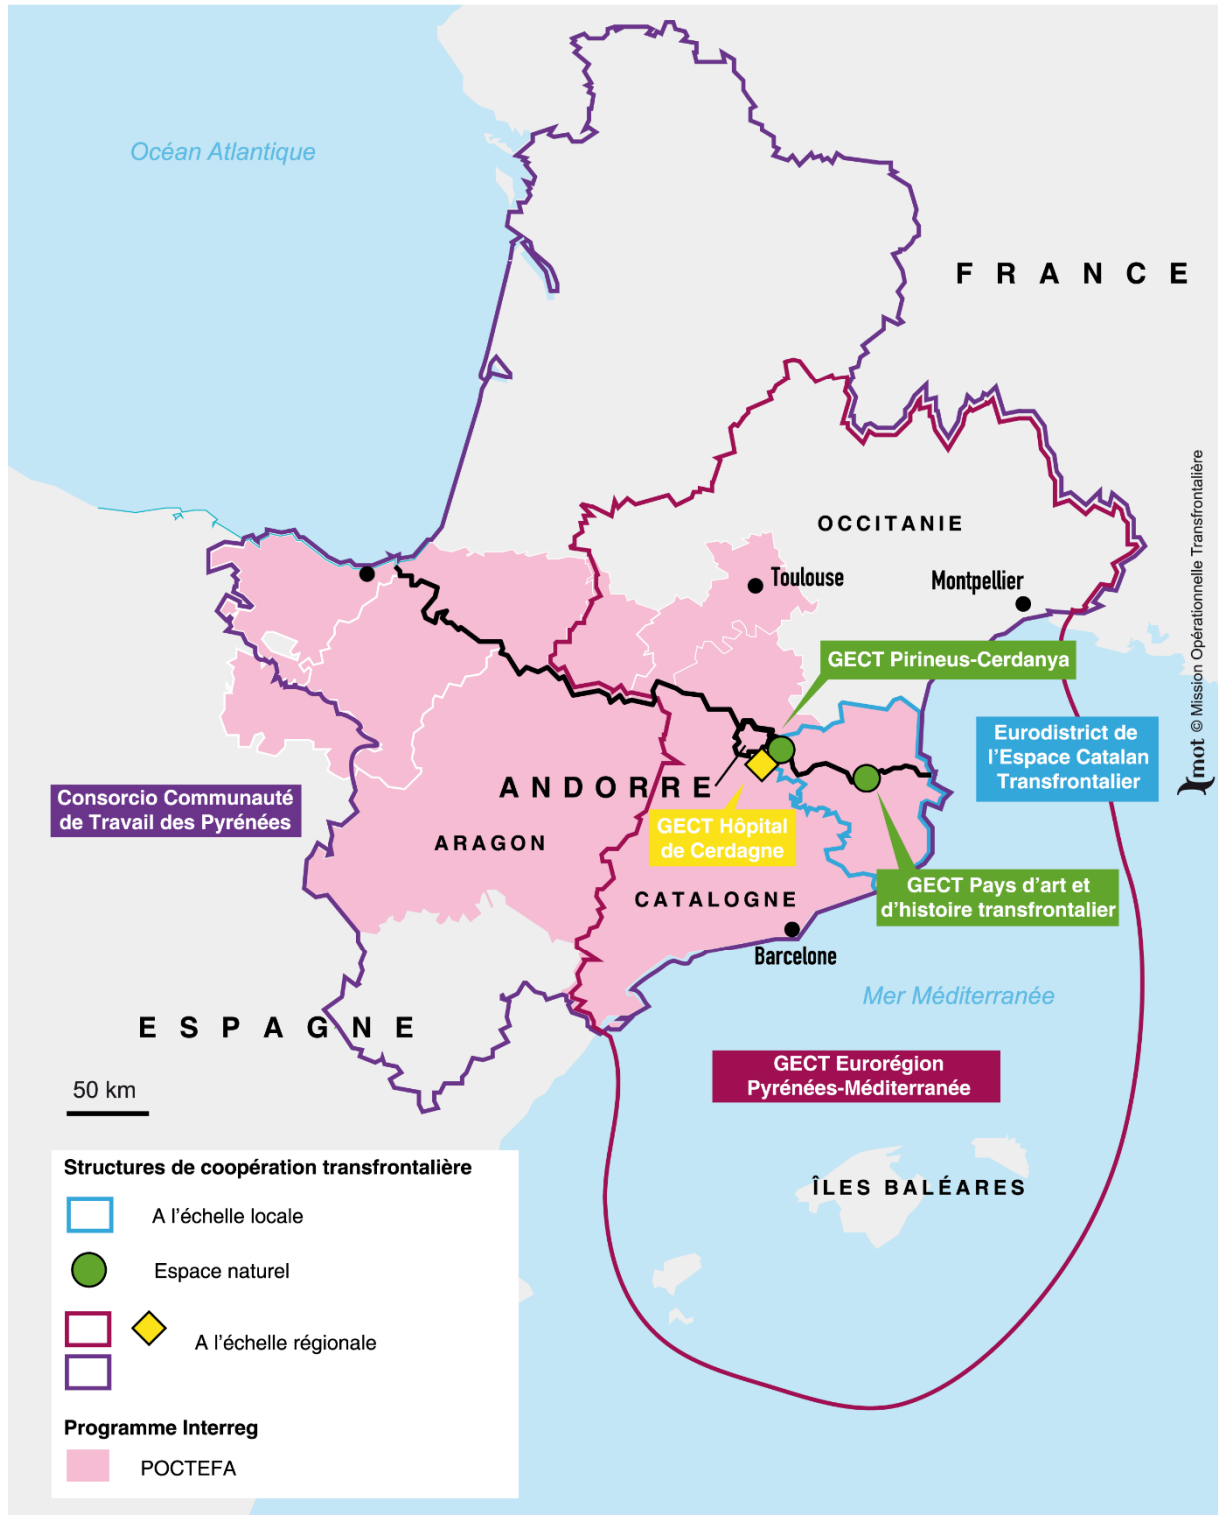 Océan Atlantique
FRANCE
OCCITANIE
Toulouse
Montpellier
GECT Pirineus-Cerdanya
Eurodistrict de
l’Espace Catalan
Transfrontalier
mot © Mission Opérationnelle Transfrontalière
ANDORRE
Consorcio Communauté
de Travail des Pyrénées
GECT Hôpital
de Cerdagne
ARAGON
GECT Pays d’art et
d’histoire transfrontalier
CATALOGNE
Barcelone
Mer Méditerranée
ESPAGNE
GECT Eurorégion
Pyrénées-Méditerranée
50 km
ÎLES BALÉARES
Structures de coopération transfrontalière
A l’échelle locale
Espace naturel
A l’échelle régionale
Programme Interreg
POCTEFA